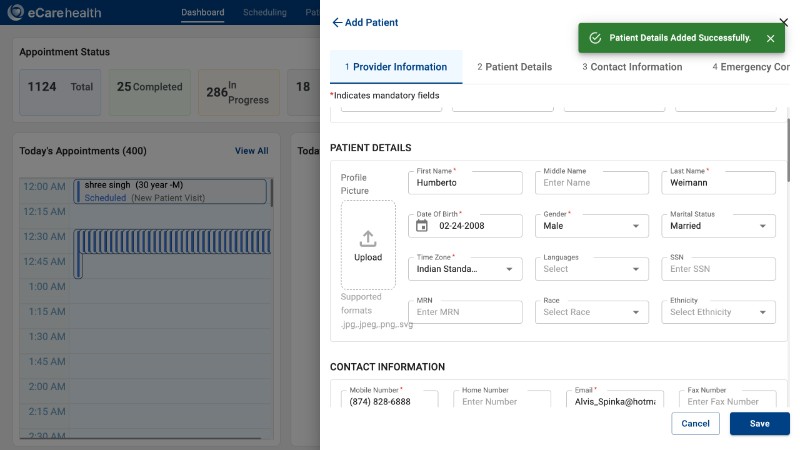 eCarehealth
Dashboard
Scheduling
Pat
Appointment Status
1124 Total
25 Completed
286 In Progress
18
Today's Appointments (400)
View All
Toda
12:00 AM
shree singh (30 year -M)
Scheduled (New Patient Visit)
12:15 AM
12:30 AM
12:45 AM
1:00 AM
1:15 AM
1:30 AM
1:45 AM
2:00 AM
2:15 AM
2:30 AM
Add Patient
Patient Details Added Successfully.
1 Provider Information
2 Patient Details
3 Contact Information
4 Emergency Con
*Indicates mandatory fields
PATIENT DETAILS
Profile
Picture
Upload
Supported
formats
.jpg,.jpeg,.png,.svg
First Name *
Humberto
Middle Name
Enter Name
Last Name *
Weimann
Date Of Birth *
02-24-2008
Gender *
Male
Marital Status
Married
Time Zone *
Indian Standa...
Languages
Select
SSN
Enter SSN
MRN
Enter MRN
Race
Select Race
Ethnicity
Select Ethnicity
CONTACT INFORMATION
Mobile Number *
(874) 828-6888
Home Number
Enter Number
Email *
Alvis_Spinka@hotma
Fax Number
Enter Fax Number
Cancel
Save